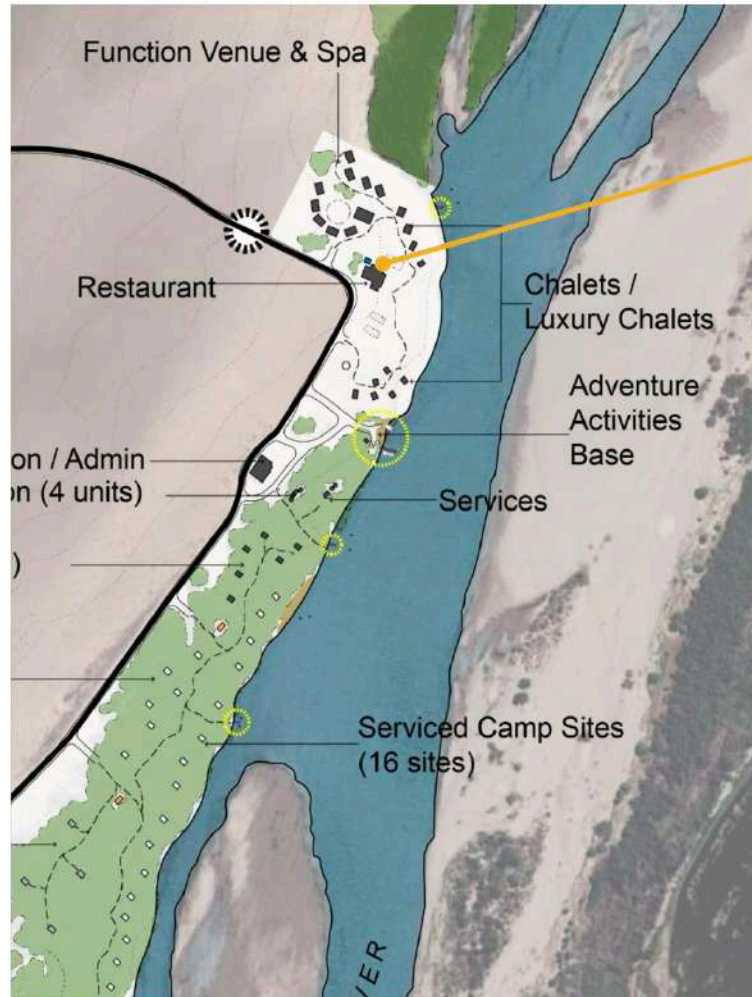 Function Venue & Spa
Restaurant
Chalets /
Luxury Chalets
Adventure
Activities
Base
on / Admin
on (4 units)
Services
)
Serviced Camp Sites
(16 sites)
VER